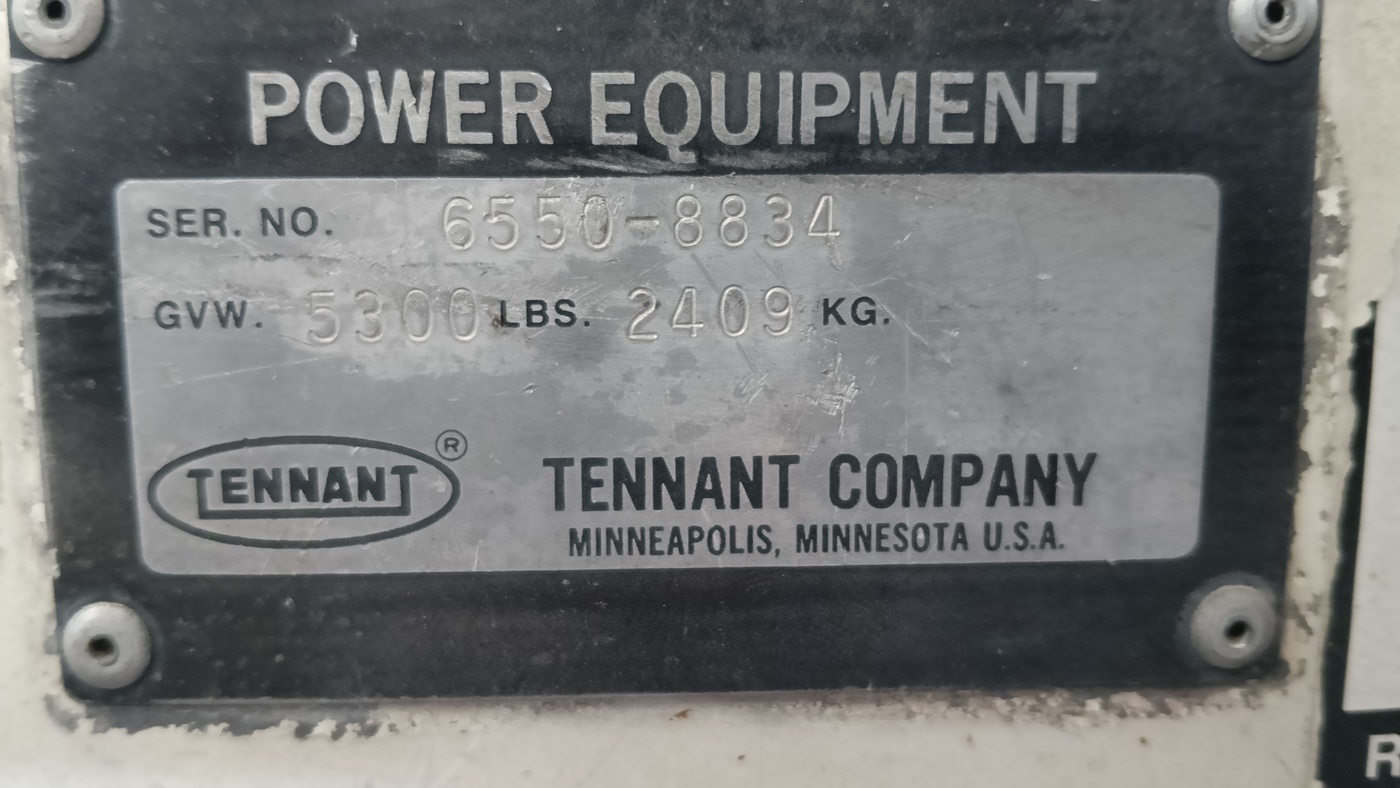 POWER EQUIPMENT
SER. NO. 6550-8834
GVW. 5300 LBS. 2409 KG.
TENNANT ®
TENNANT COMPANY
MINNEAPOLIS, MINNESOTA U.S.A.
R